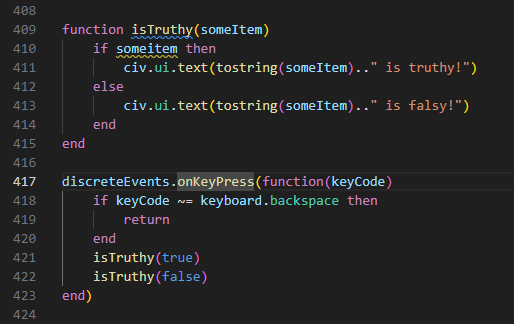 408
409 function isTruthy(someItem)
410     if someitem then
411         civ.ui.text(tostring(someItem).." is truthy!")
412     else
413         civ.ui.text(tostring(someItem).." is falsy!")
414     end
415 end
416
417 discreteEvents.onKeyPress(function(keyCode)
418     if keyCode ~= keyboard.backspace then
419         return
420     end
421     isTruthy(true)
422     isTruthy(false)
423 end)
424